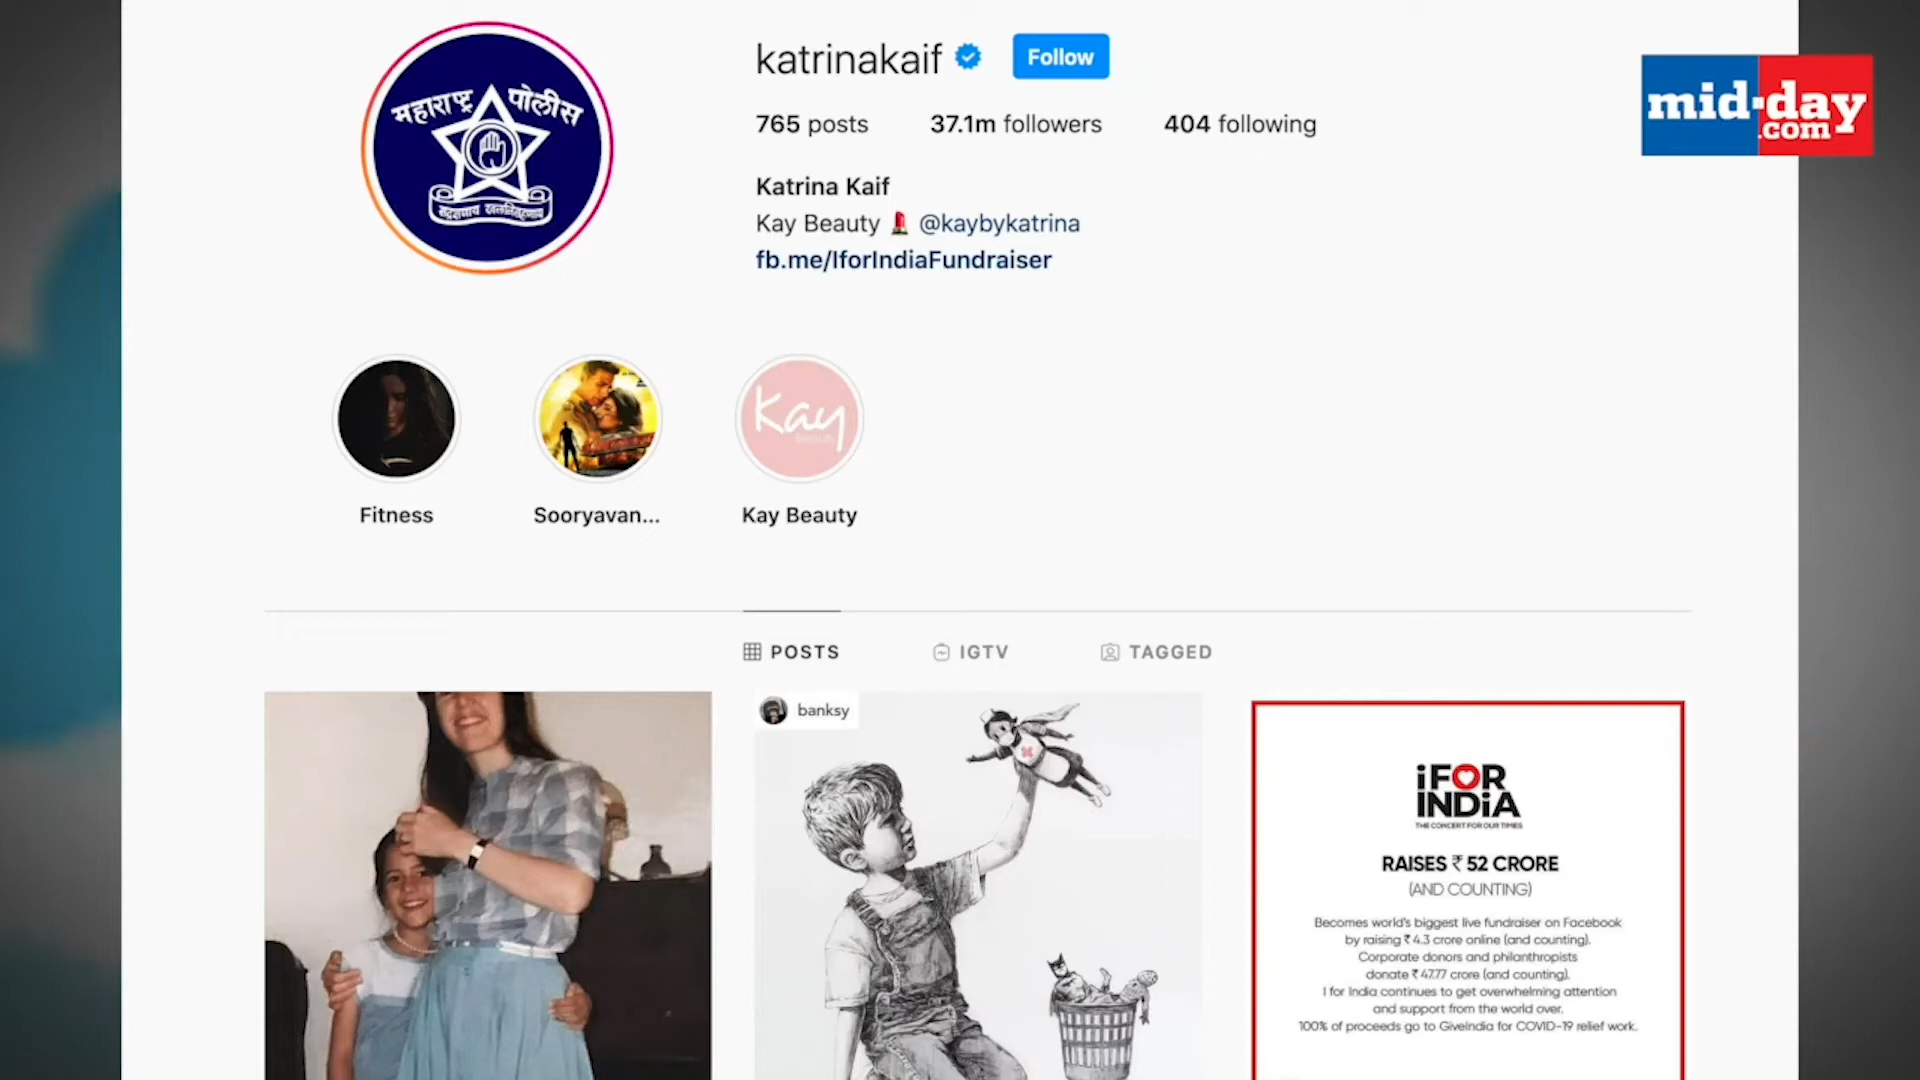 महाराष्ट्र पोलीस
katrinakaif
Follow
mid-day
.com
765 posts
37.1m followers
404 following
Katrina Kaif
Kay Beauty 💄 @kaybykatrina
fb.me/IforIndiaFundraiser
Kay
Beauty
Fitness
Sooryavan...
Kay Beauty
POSTS
IGTV
TAGGED
banksy
iFOR
INDiA
THE CONCERT FOR OUR TIMES
RAISES ₹ 52 CRORE
(AND COUNTING)
Becomes world's biggest live fundraiser on Facebook
by raising ₹ 4.3 crore online (and counting).
Corporate donors and philanthropists
donate ₹ 47.77 crore (and counting).
I for India continues to get overwhelming attention
and support from the world over.
100% of proceeds go to GiveIndia for COVID-19 relief work.